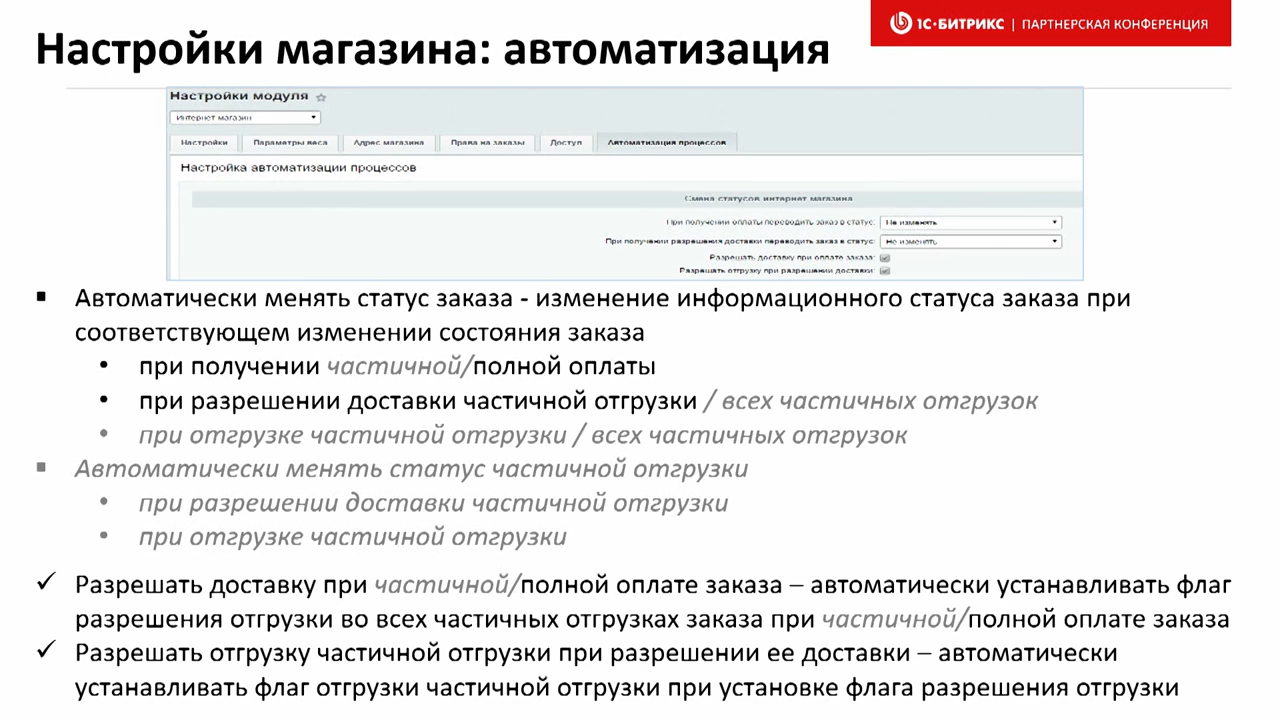 Настройки магазина: автоматизация
1С-БИТРИКС | ПАРТНЕРСКАЯ КОНФЕРЕНЦИЯ
Настройки модуля
Интернет магазин
Настройки Параметры веса Адрес магазина Права на заказы Доступ Автоматизация процессов
Настройка автоматизации процессов
Смена статусов интернет магазина
При получении оплаты переводить заказ в статус: Не изменять
При получении разрешения доставки переводить заказ в статус: Не изменять
Разрешать доставку при оплате заказа:
Разрешать отгрузку при разрешении доставки:
▪ Автоматически менять статус заказа - изменение информационного статуса заказа при
соответствующем изменении состояния заказа
• при получении частичной/полной оплаты
• при разрешении доставки частичной отгрузки / всех частичных отгрузок
• при отгрузке частичной отгрузки / всех частичных отгрузок
▪ Автоматически менять статус частичной отгрузки
• при разрешении доставки частичной отгрузки
• при отгрузке частичной отгрузки
✓ Разрешать доставку при частичной/полной оплате заказа – автоматически устанавливать флаг
разрешения отгрузки во всех частичных отгрузках заказа при частичной/полной оплате заказа
✓ Разрешать отгрузку частичной отгрузки при разрешении ее доставки – автоматически
устанавливать флаг отгрузки частичной отгрузки при установке флага разрешения отгрузки